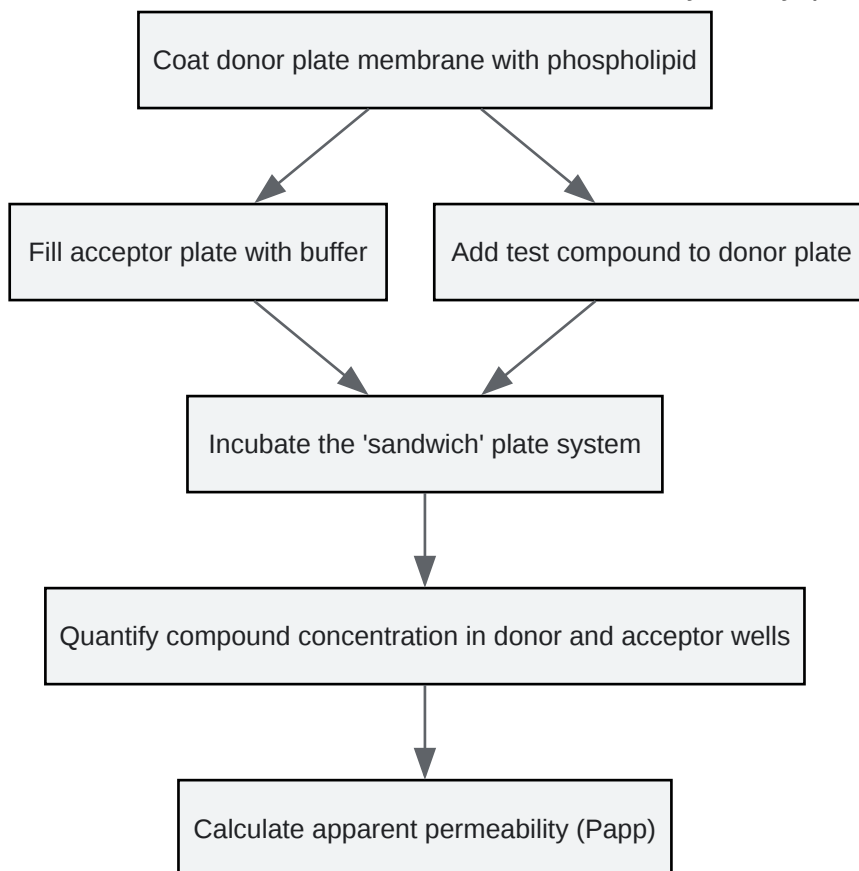 Coat donor plate membrane with phospholipid
Fill acceptor plate with buffer
Add test compound to donor plate
Incubate the 'sandwich' plate system
Quantify compound concentration in donor and acceptor wells
Calculate apparent permeability (Papp)